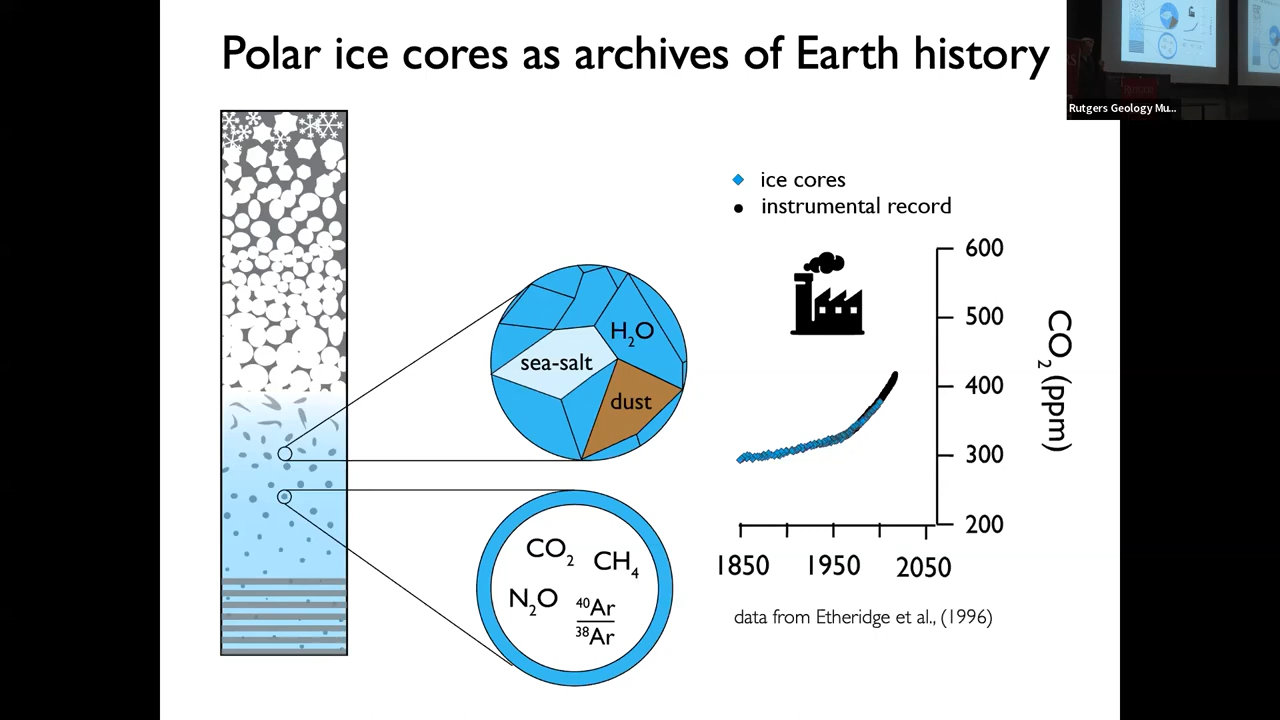 Polar ice cores as archives of Earth history
Rutgers Geology Mu...
ice cores
instrumental record
H₂O
sea-salt
dust
CO₂ CH₄
N₂O ⁴⁰Ar
³⁸Ar
600
500
400
300
200
CO₂ (ppm)
1850 1950 2050
data from Etheridge et al., (1996)